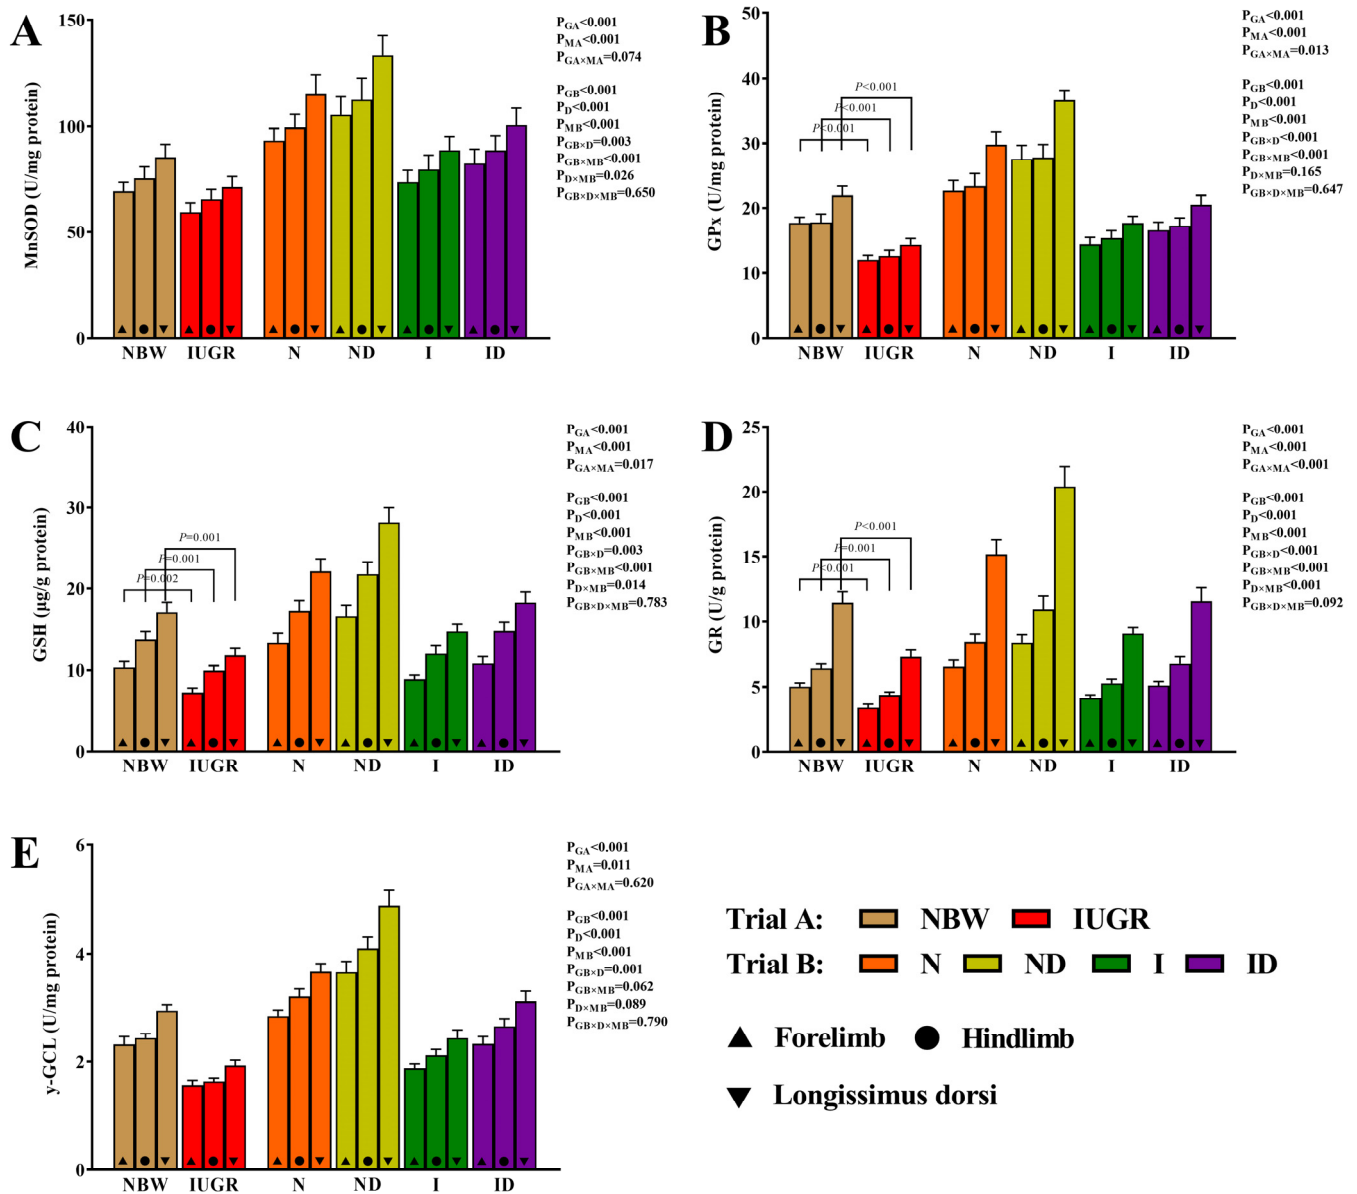 A
MnSOD (U/mg protein)
150
100
50
0
NBW IUGR N ND I ID
PGA<0.001
PMA<0.001
PGA×MA=0.074
PGB<0.001
PD<0.001
PMB<0.001
PGB×D=0.003
PGB×MB<0.001
PD×MB=0.026
PGB×D×MB=0.650
B
GPx (U/mg protein)
50
40
30
20
10
0
P<0.001
P<0.001
P<0.001
NBW IUGR N ND I ID
PGA<0.001
PMA<0.001
PGA×MA=0.013
PGB<0.001
PD<0.001
PMB<0.001
PGB×D<0.001
PGB×MB<0.001
PD×MB=0.165
PGB×D×MB=0.647
C
GSH (μg/g protein)
40
30
20
10
0
P=0.001
P=0.001
P=0.002
NBW IUGR N ND I ID
PGA<0.001
PMA<0.001
PGA×MA=0.017
PGB<0.001
PD<0.001
PMB<0.001
PGB×D=0.003
PGB×MB<0.001
PD×MB=0.014
PGB×D×MB=0.783
D
GR (U/g protein)
25
20
15
10
5
0
P<0.001
P=0.001
P<0.001
NBW IUGR N ND I ID
PGA<0.001
PMA<0.001
PGA×MA<0.001
PGB<0.001
PD<0.001
PMB<0.001
PGB×D<0.001
PGB×MB<0.001
PD×MB<0.001
PGB×D×MB=0.092
E
y-GCL (U/mg protein)
6
4
2
0
NBW IUGR N ND I ID
PGA<0.001
PMA=0.011
PGA×MA=0.620
PGB<0.001
PD<0.001
PMB<0.001
PGB×D=0.001
PGB×MB=0.062
PD×MB=0.089
PGB×D×MB=0.790
Trial A: NBW IUGR
Trial B: N ND I ID
Forelimb Hindlimb
Longissimus dorsi